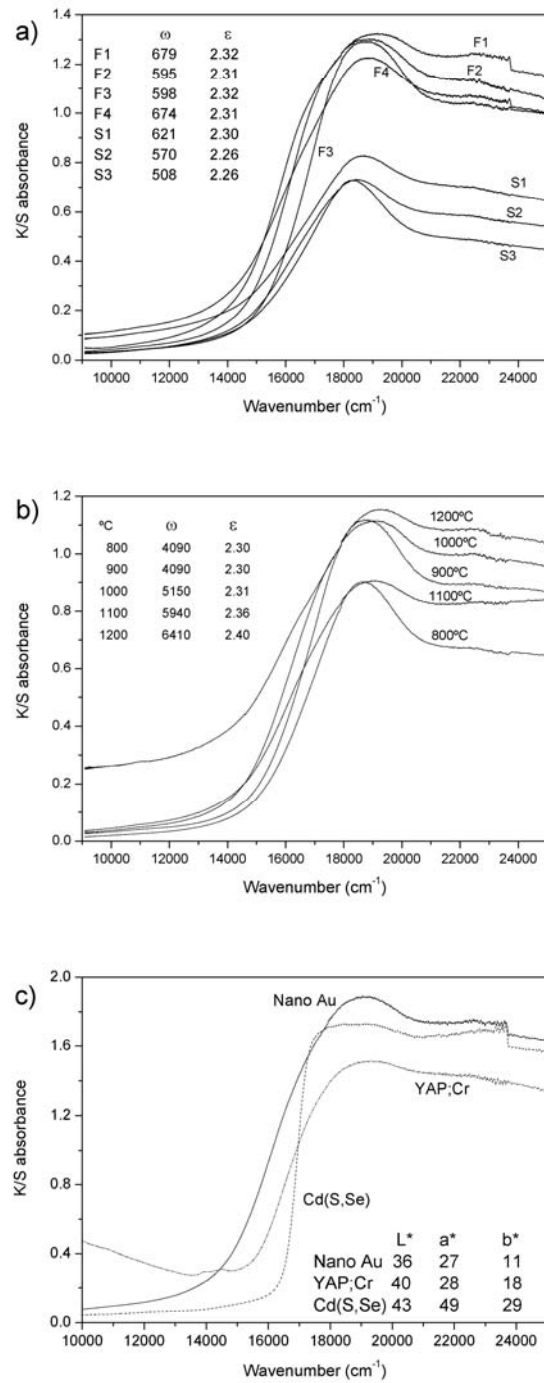 a)
ω ε
F1 679 2.32
F2 595 2.31
F3 598 2.32
F4 674 2.31
S1 621 2.30
S2 570 2.26
S3 508 2.26
F1
F2
F4
F3
S1
S2
S3
K/S absorbance
1.4
1.2
1.0
0.8
0.6
0.4
0.2
0.0
10000 12000 14000 16000 18000 20000 22000 24000
Wavenumber (cm⁻¹)
b)
ºC ω ε
800 4090 2.30
900 4090 2.30
1000 5150 2.31
1100 5940 2.36
1200 6410 2.40
1200ºC
1000ºC
900ºC
1100ºC
800ºC
K/S absorbance
1.2
1.0
0.8
0.6
0.4
0.2
0.0
10000 12000 14000 16000 18000 20000 22000 24000
Wavenumber (cm⁻¹)
c)
Nano Au
YAP;Cr
Cd(S,Se)
L* a* b*
Nano Au 36 27 11
YAP;Cr 40 28 18
Cd(S,Se) 43 49 29
K/S absorbance
2.0
1.6
1.2
0.8
0.4
0.0
10000 12000 14000 16000 18000 20000 22000 24000
Wavenumber (cm⁻¹)